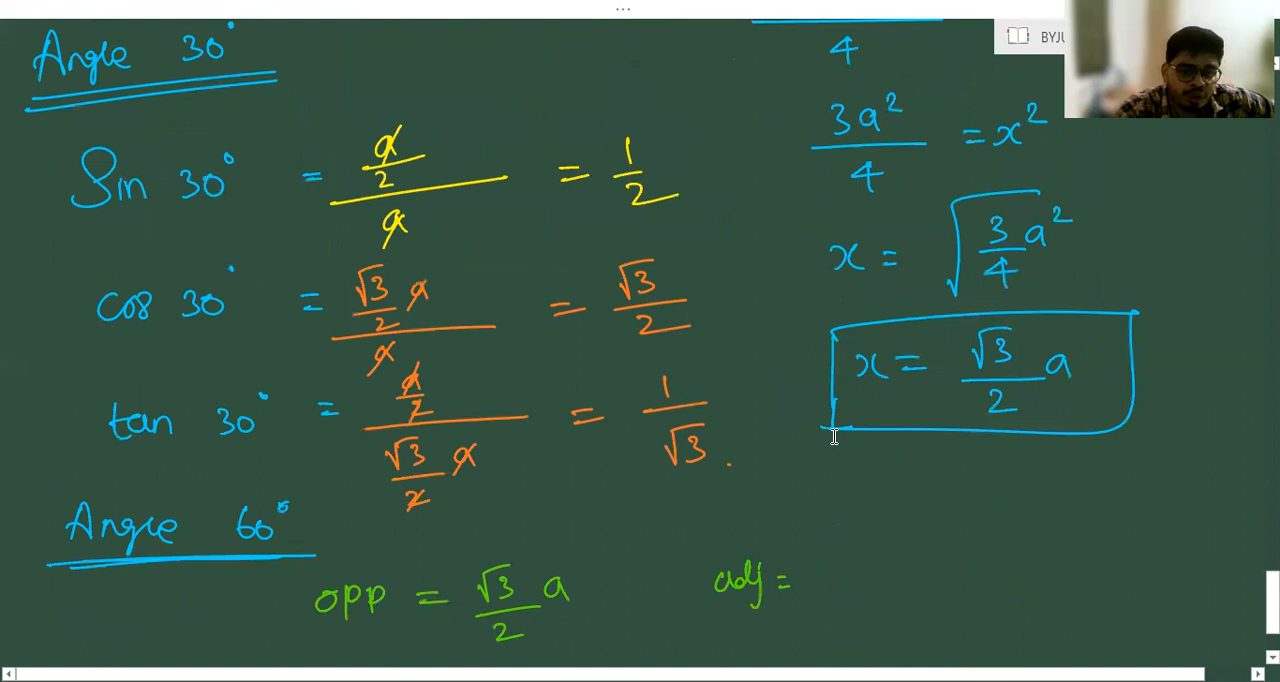 Angle 30°
Sin 30° = (a/2)/a = 1/2
cos 30° = (√3/2 a)/a = √3/2
tan 30° = (a/2)/(√3/2 a) = 1/√3.
Angle 60°
opp = √3/2 a adj =
4
3a²/4 = x²
x = √(3/4 a²)
x = √3/2 a
BYJU